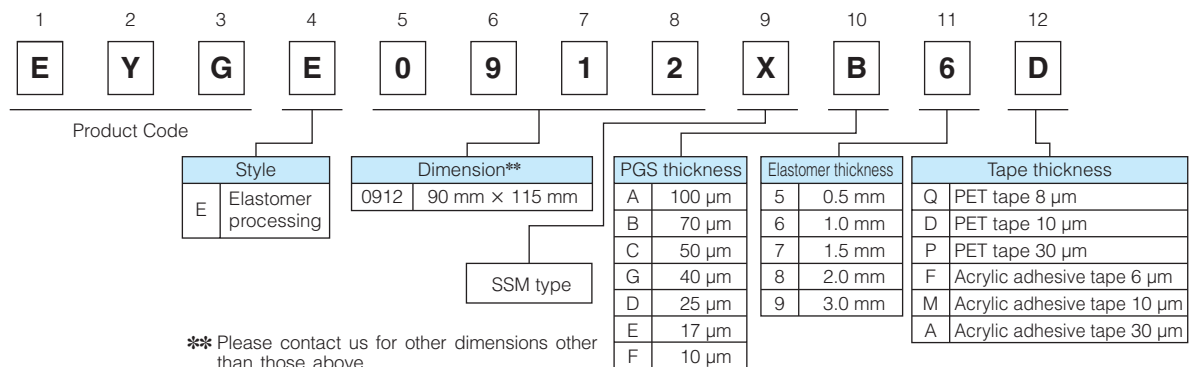 1 2 3 4 5 6 7 8 9 10 11 12
E Y G E 0 9 1 2 X B 6 D
Product Code
Style
E Elastomer processing
Dimension**
0912 90 mm × 115 mm
SSM type
PGS thickness
A 100 µm
B 70 µm
C 50 µm
G 40 µm
D 25 µm
E 17 µm
F 10 µm
Elastomer thickness
5 0.5 mm
6 1.0 mm
7 1.5 mm
8 2.0 mm
9 3.0 mm
Tape thickness
Q PET tape 8 µm
D PET tape 10 µm
P PET tape 30 µm
F Acrylic adhesive tape 6 µm
M Acrylic adhesive tape 10 µm
A Acrylic adhesive tape 30 µm
** Please contact us for other dimensions other
than those above